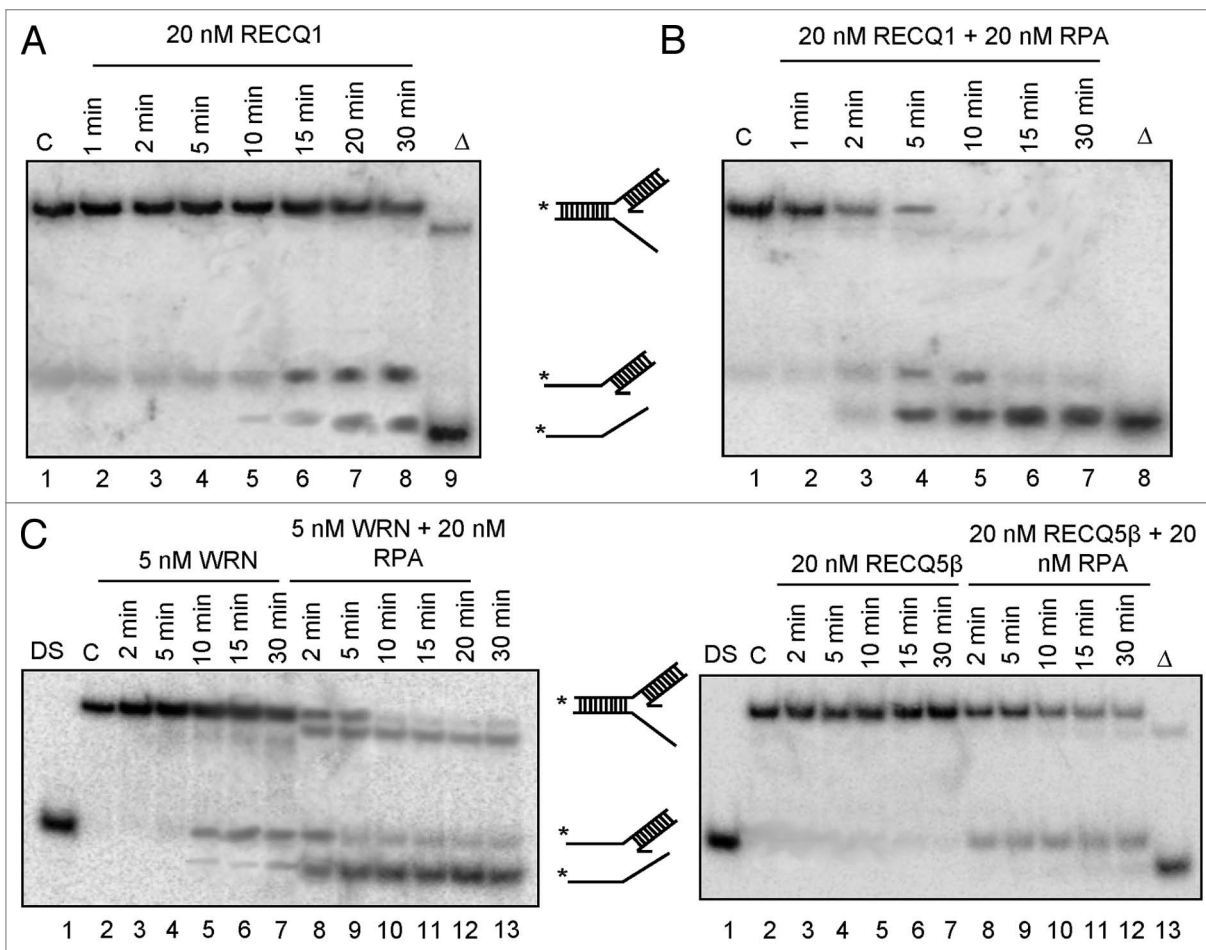 A
20 nM RECQ1
C 1 min 2 min 5 min 10 min 15 min 20 min 30 min Δ
1 2 3 4 5 6 7 8 9
*
*
*
B
20 nM RECQ1 + 20 nM RPA
C 1 min 2 min 5 min 10 min 15 min 30 min Δ
1 2 3 4 5 6 7 8
C
5 nM WRN
5 nM WRN + 20 nM
RPA
DS C 2 min 5 min 10 min 15 min 30 min 2 min 5 min 10 min 15 min 20 min 30 min
1 2 3 4 5 6 7 8 9 10 11 12 13
*
*
*
20 nM RECQ5β
20 nM RECQ5β + 20
nM RPA
DS C 2 min 5 min 10 min 15 min 30 min 2 min 5 min 10 min 15 min 30 min Δ
1 2 3 4 5 6 7 8 9 10 11 12 13